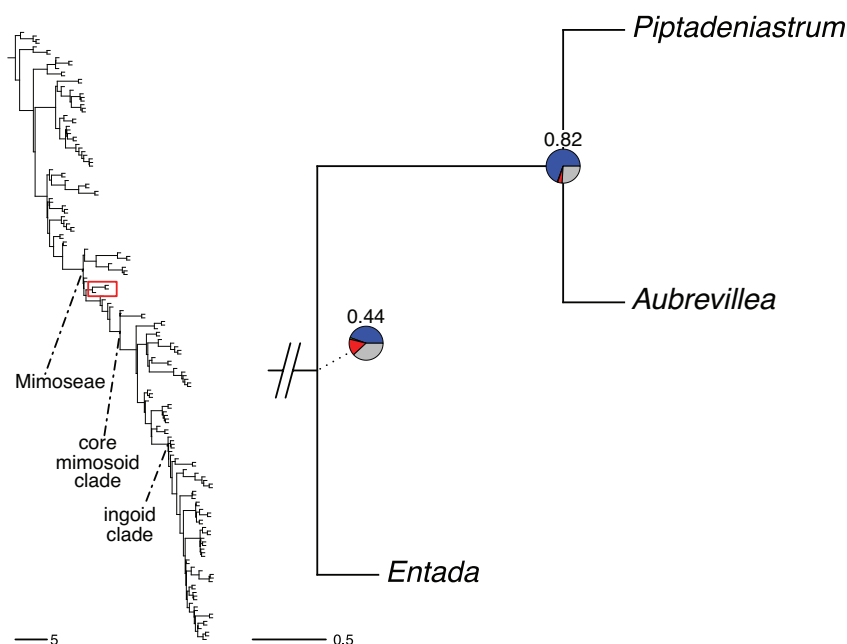 Piptadeniastrum
0.82
Aubrevillea
0.44
Mimoseae
core
mimosoid
clade
ingoid
clade
Entada
5
0.5